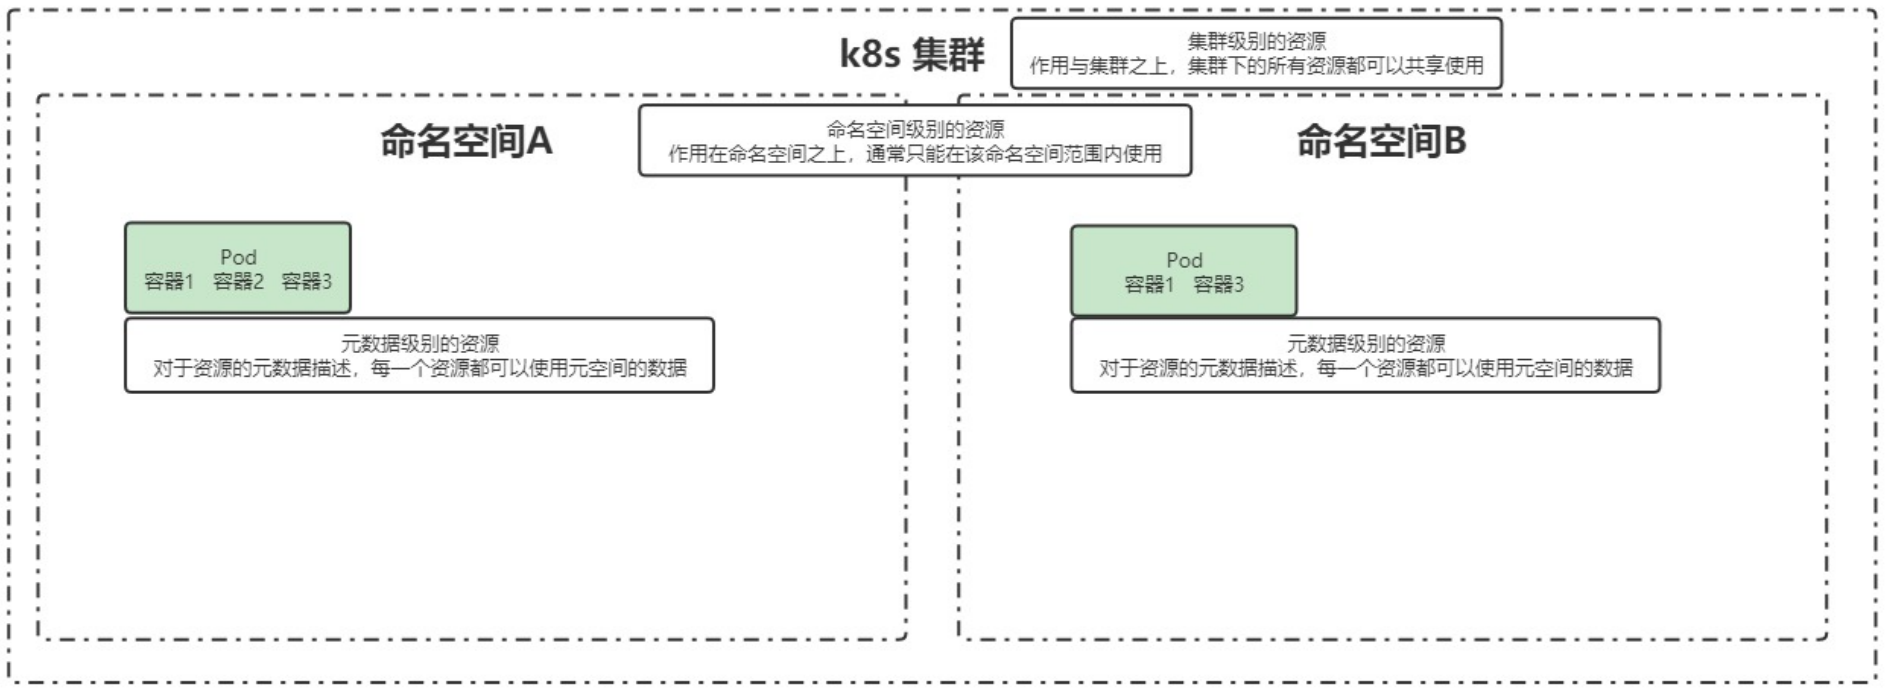 k8s 集群
集群级别的资源
作用与集群之上，集群下的所有资源都可以共享使用
命名空间A
命名空间级别的资源
作用在命名空间之上，通常只能在该命名空间范围内使用
命名空间B
Pod
容器1 容器2 容器3
元数据级别的资源
对于资源的元数据描述，每一个资源都可以使用元空间的数据
Pod
容器1 容器3
元数据级别的资源
对于资源的元数据描述，每一个资源都可以使用元空间的数据